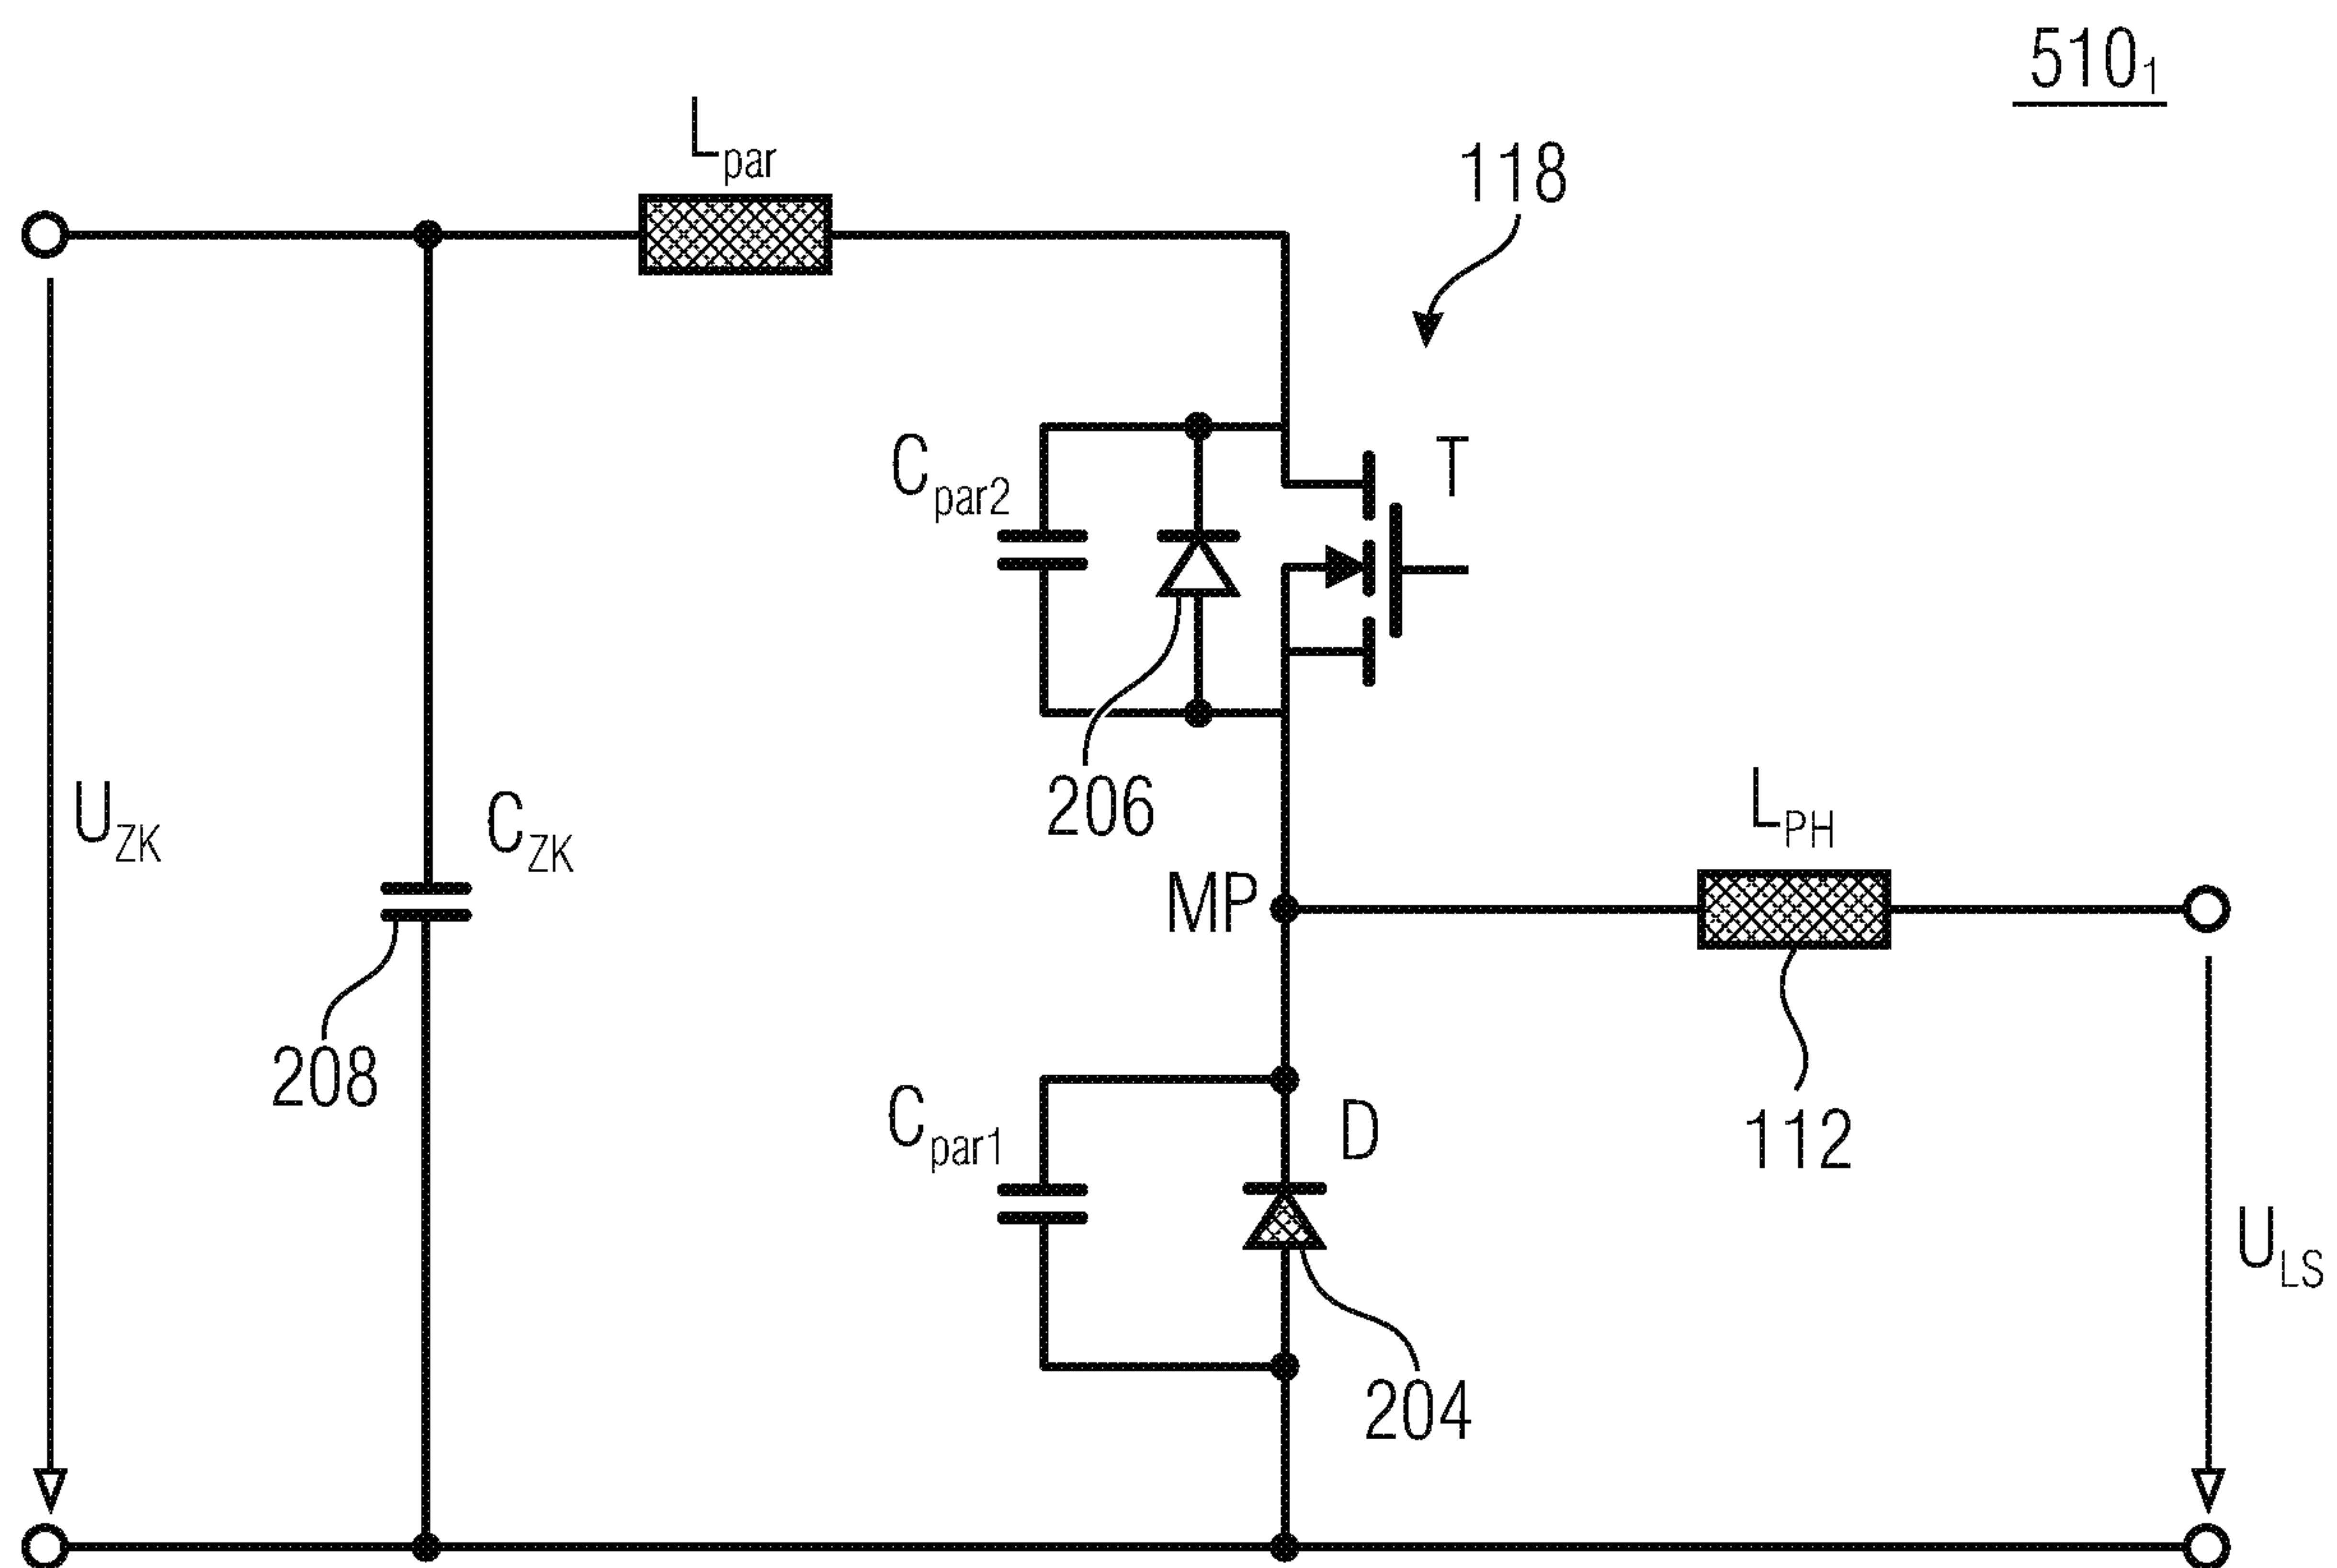 510₁
L_par
118
C_par2
T
206
U_ZK
C_ZK
L_PH
MP
208
C_par1
D
112
U_LS
204